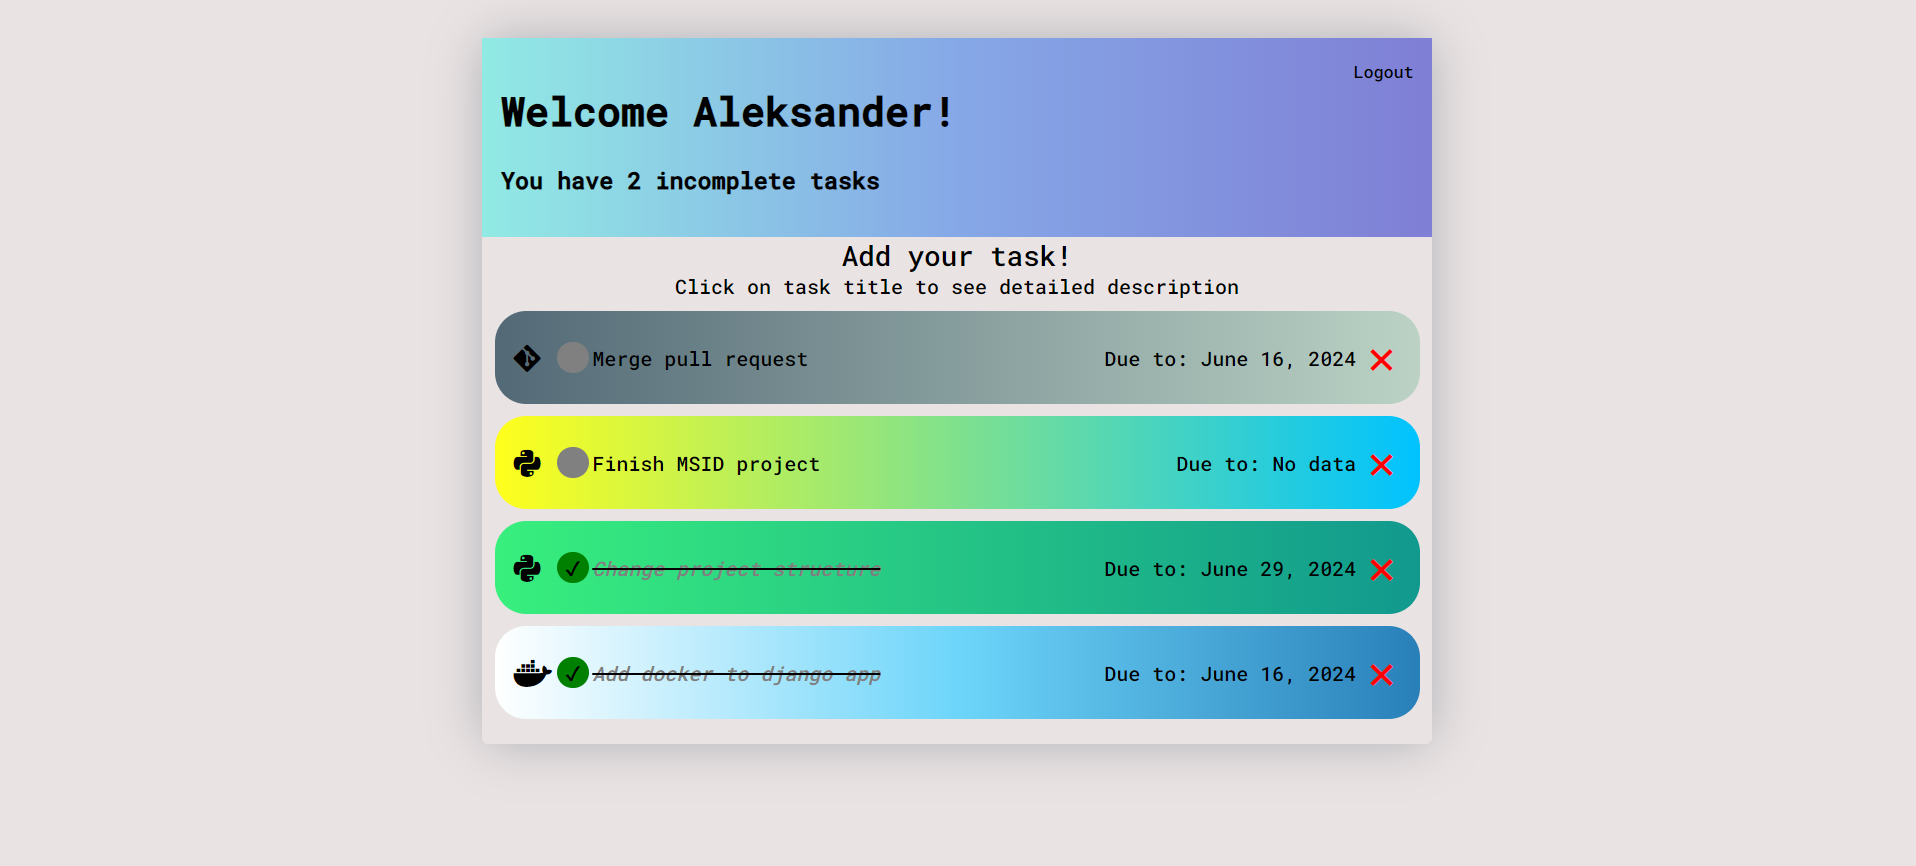 Logout
Welcome Aleksander!
You have 2 incomplete tasks
Add your task!
Click on task title to see detailed description
Merge pull request Due to: June 16, 2024
Finish MSID project Due to: No data
Change project structure Due to: June 29, 2024
Add docker to django app Due to: June 16, 2024